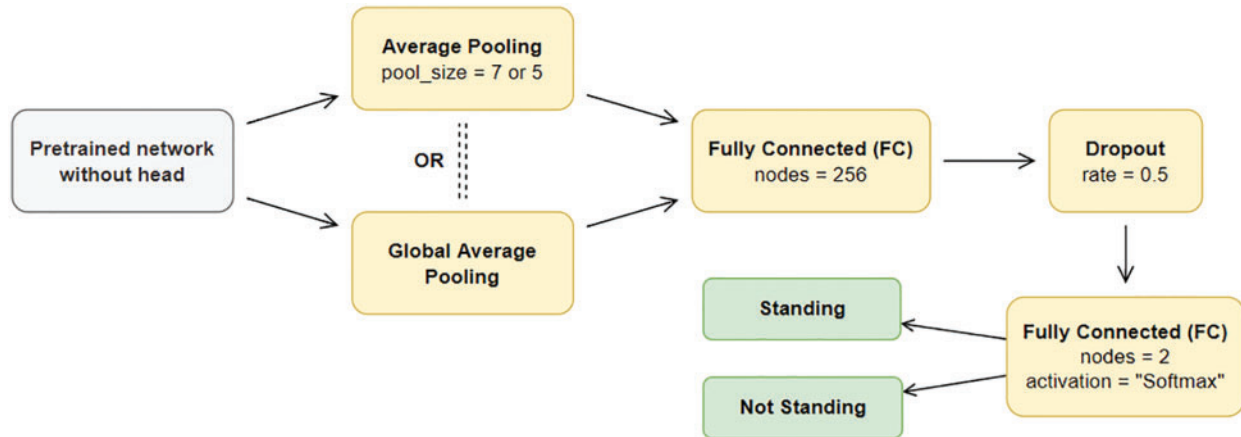 Average Pooling
pool_size = 7 or 5
Pretrained network
without head
OR
Global Average
Pooling
Fully Connected (FC)
nodes = 256
Dropout
rate = 0.5
Fully Connected (FC)
nodes = 2
activation = "Softmax"
Standing
Not Standing